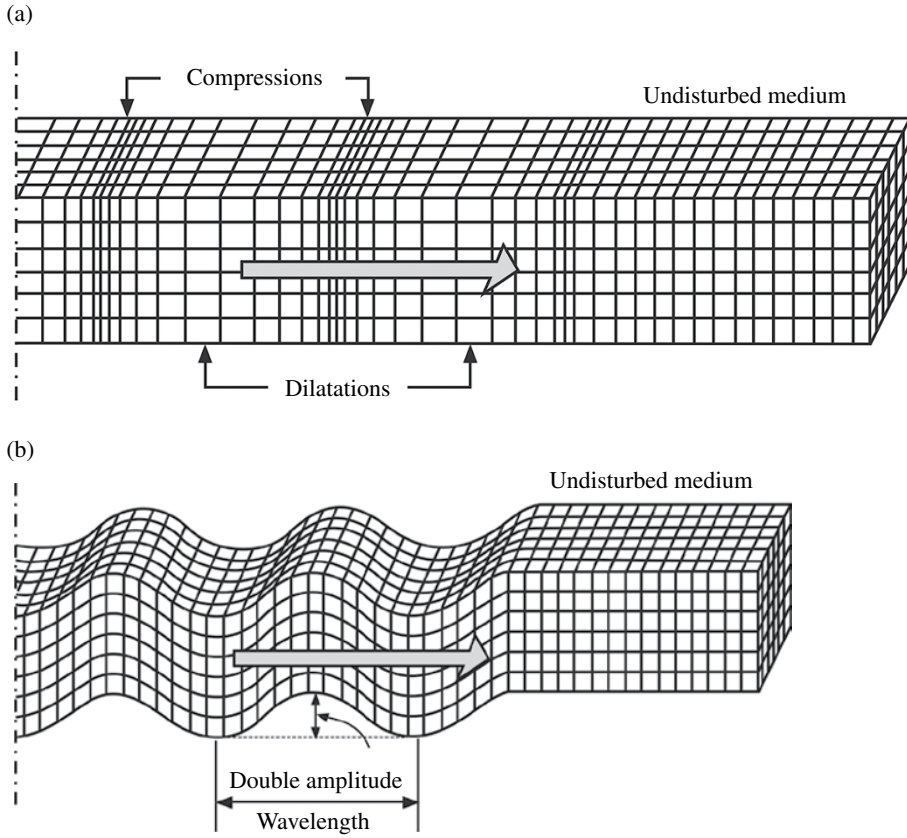 (a)
Compressions
Undisturbed medium
Dilatations
(b)
Undisturbed medium
Double amplitude
Wavelength